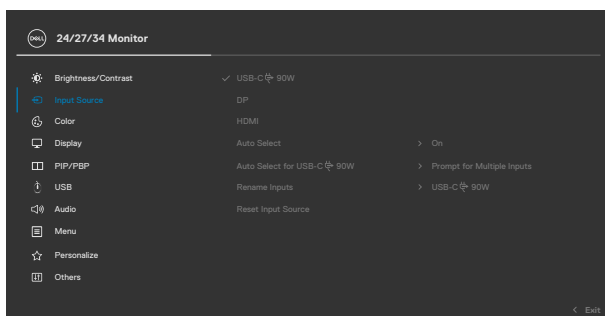 DELL 24/27/34 Monitor
Brightness/Contrast ✓ USB-C 90W
Input Source DP
Color HDMI
Display Auto Select > On
PIP/PBP Auto Select for USB-C 90W > Prompt for Multiple Inputs
USB Rename Inputs > USB-C 90W
Audio Reset Input Source
Menu
Personalize
Others
< Exit